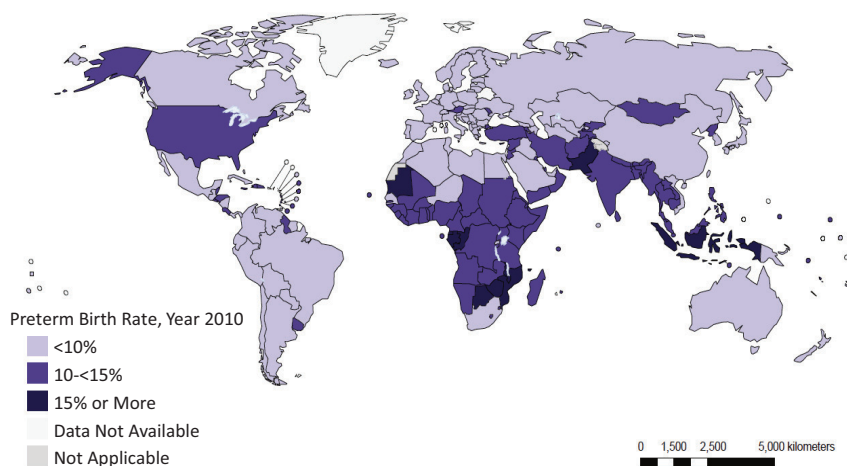 Preterm Birth Rate, Year 2010
<10%
10-<15%
15% or More
Data Not Available
Not Applicable
0 1,500 2,500 5,000 kilometers